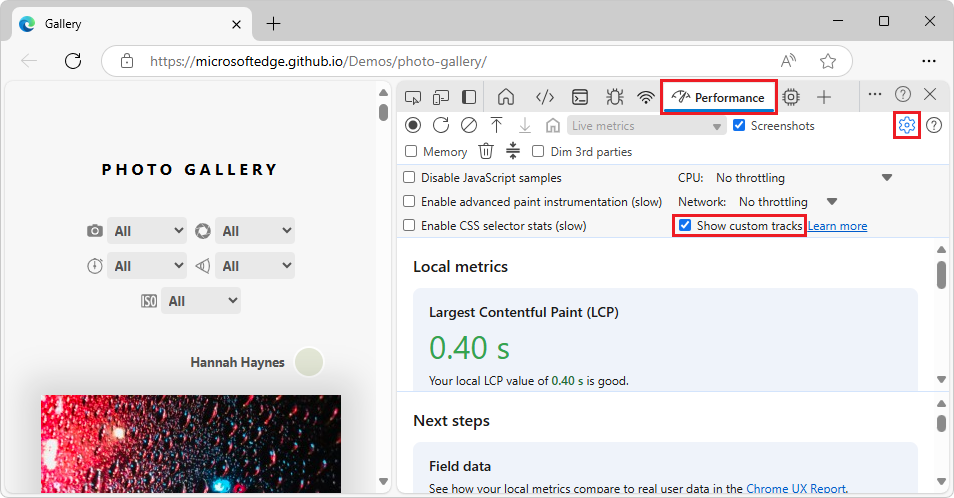 Gallery
https://microsoftedge.github.io/Demos/photo-gallery/
Performance
Live metrics
Screenshots
Memory
Dim 3rd parties
Disable JavaScript samples
CPU: No throttling
Enable advanced paint instrumentation (slow)
Network: No throttling
Enable CSS selector stats (slow)
Show custom tracks
Learn more
PHOTO GALLERY
All
All
All
All
ISO
All
Hannah Haynes
Local metrics
Largest Contentful Paint (LCP)
0.40 s
Your local LCP value of 0.40 s is good.
Next steps
Field data
See how your local metrics compare to real user data in the Chrome UX Report.